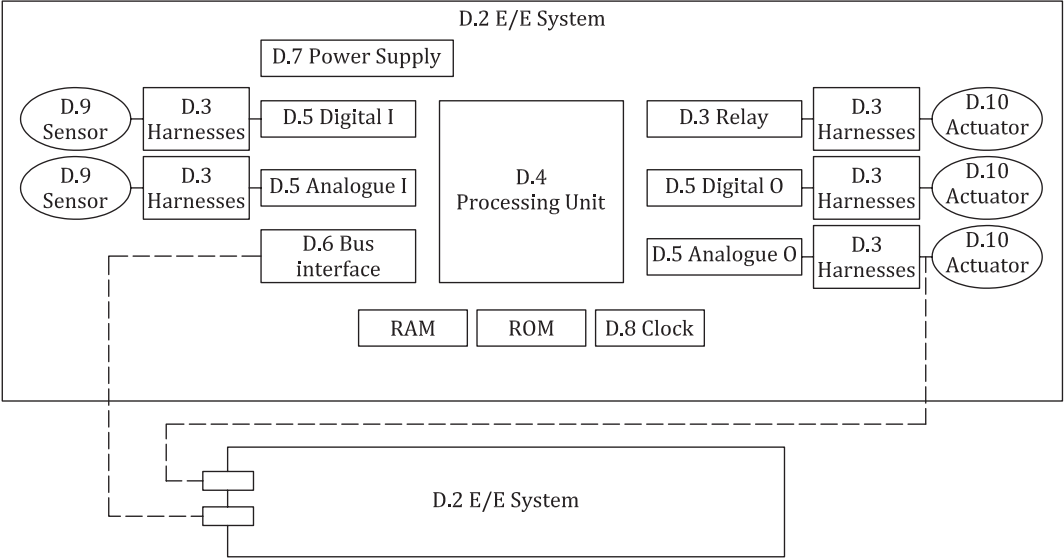 D.2 E/E System
D.7 Power Supply
D.9
Sensor
D.3
Harnesses
D.5 Digital I
D.9
Sensor
D.3
Harnesses
D.5 Analogue I
D.6 Bus
interface
D.4
Processing Unit
D.3 Relay
D.3
Harnesses
D.10
Actuator
D.5 Digital O
D.3
Harnesses
D.10
Actuator
D.5 Analogue O
D.3
Harnesses
D.10
Actuator
RAM
ROM
D.8 Clock
D.2 E/E System